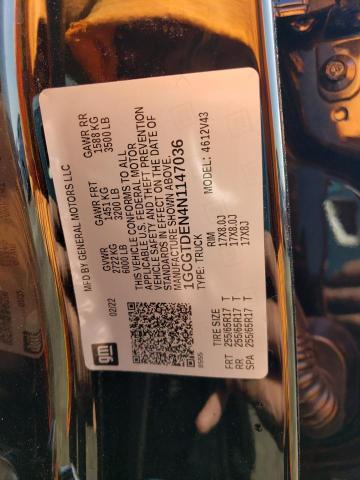 MFD BY GENERAL MOTORS LLC
02/22
GVWR
2722 KG
6000 LB
GAWR FRT
1451 KG
3200 LB
GAWR RR
1588 KG
3500 LB
THIS VEHICLE CONFORMS TO ALL
APPLICABLE U.S. FEDERAL MOTOR
VEHICLE SAFETY AND THEFT PREVENTION
STANDARDS IN EFFECT ON THE DATE OF
MANUFACTURE SHOWN ABOVE.
1GCGTDEN4N1147036
TYPE: TRUCK
MODEL: 4612V43
gm
TIRE SIZE RIM
FRT 255/65R17 T 17X8.0J
RR 255/65R17 T 17X8.0J
SPA 255/65R17 T 17X8J